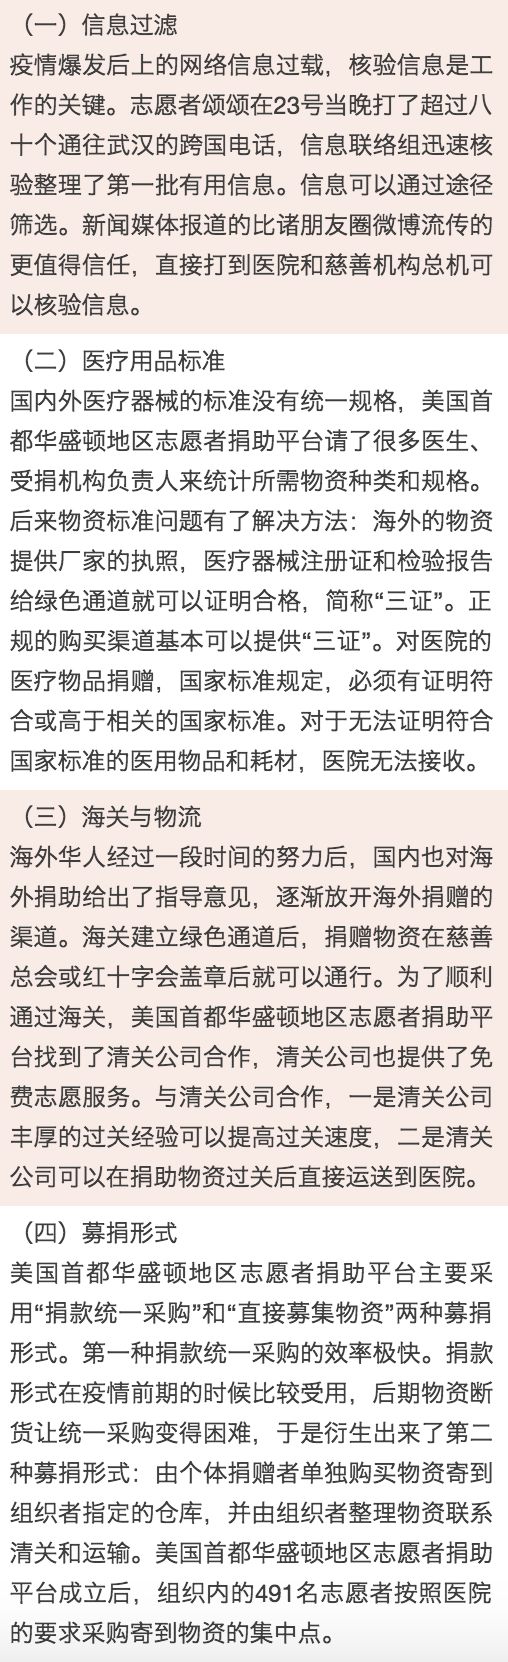 （一）信息过滤
疫情爆发后上的网络信息过载，核验信息是工
作的关键。志愿者颂颂在23号当晚打了超过八
十个通往武汉的跨国电话，信息联络组迅速核
验整理了第一批有用信息。信息可以通过途径
筛选。新闻媒体报道的比诸朋友圈微博流传的
更值得信任，直接打到医院和慈善机构总机可
以核验信息。
（二）医疗用品标准
国内外医疗器械的标准没有统一规格，美国首
都华盛顿地区志愿者捐助平台请了很多医生、
受捐机构负责人来统计所需物资种类和规格。
后来物资标准问题有了解决方法：海外的物资
提供厂家的执照，医疗器械注册证和检验报告
给绿色通道就可以证明合格，简称“三证”。正
规的购买渠道基本可以提供“三证”。对医院的
医疗物品捐赠，国家标准规定，必须有证明符
合或高于相关的国家标准。对于无法证明符合
国家标准的医用物品和耗材，医院无法接收。
（三）海关与物流
海外华人经过一段时间的努力后，国内也对海
外捐助给出了指导意见，逐渐放开海外捐赠的
渠道。海关建立绿色通道后，捐赠物资在慈善
总会或红十字会盖章后就可以通行。为了顺利
通过海关，美国首都华盛顿地区志愿者捐助平
台找到了清关公司合作，清关公司也提供了免
费志愿服务。与清关公司合作，一是清关公司
丰厚的过关经验可以提高过关速度，二是清关
公司可以在捐助物资过关后直接运送到医院。
（四）募捐形式
美国首都华盛顿地区志愿者捐助平台主要采
用“捐款统一采购”和“直接募集物资”两种募捐
形式。第一种捐款统一采购的效率极快。捐款
形式在疫情前期的时候比较受用，后期物资断
货让统一采购变得困难，于是衍生出来了第二
种募捐形式：由个体捐赠者单独购买物资寄到
组织者指定的仓库，并由组织者整理物资联系
清关和运输。美国首都华盛顿地区志愿者捐助
平台成立后，组织内的491名志愿者按照医院
的要求采购寄到物资的集中点。